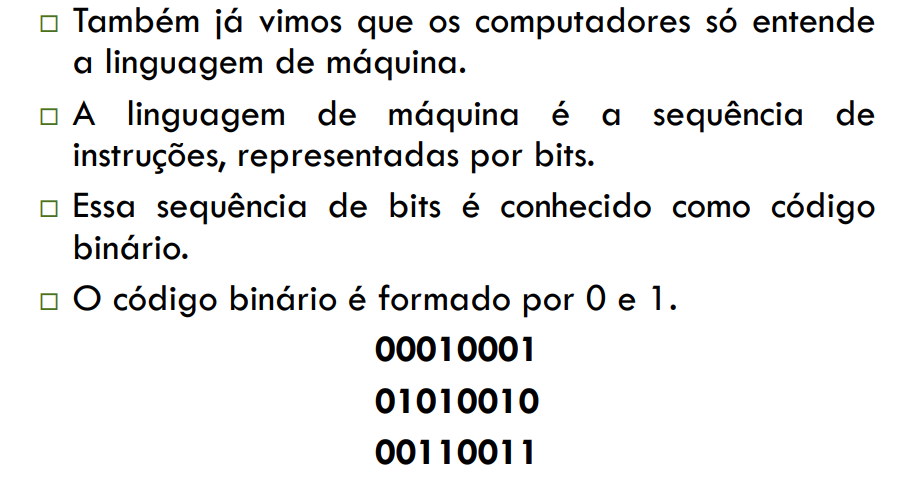 Também já vimos que os computadores só entende
a linguagem de máquina.
A linguagem de máquina é a sequência de
instruções, representadas por bits.
Essa sequência de bits é conhecido como código
binário.
O código binário é formado por 0 e 1.
00010001
01010010
00110011